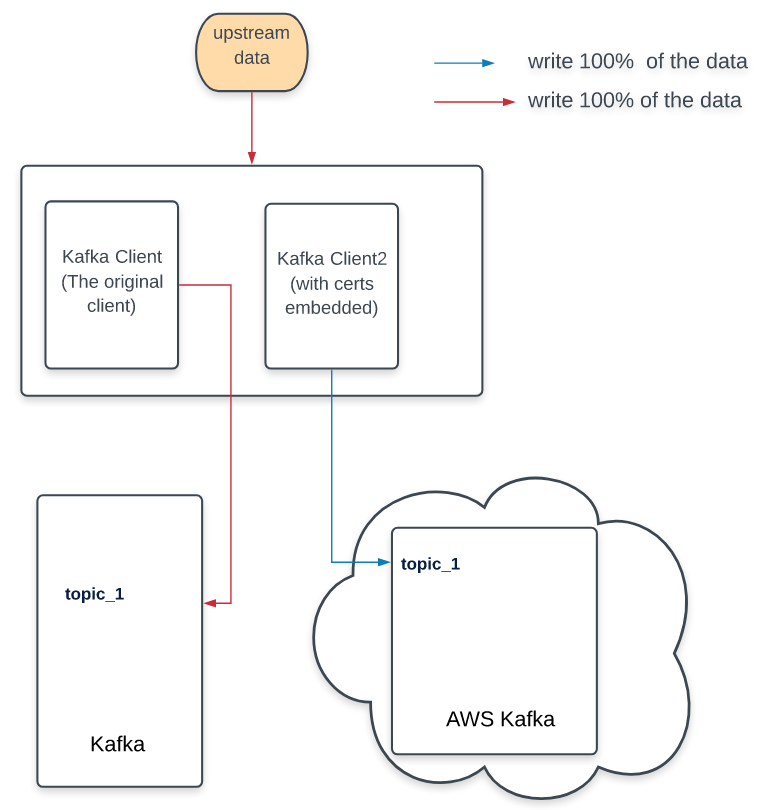 upstream
data
write 100%  of the data
write 100% of the data
Kafka Client
(The original
client)
Kafka Client2
(with certs
embedded)
topic_1
Kafka
topic_1
AWS Kafka